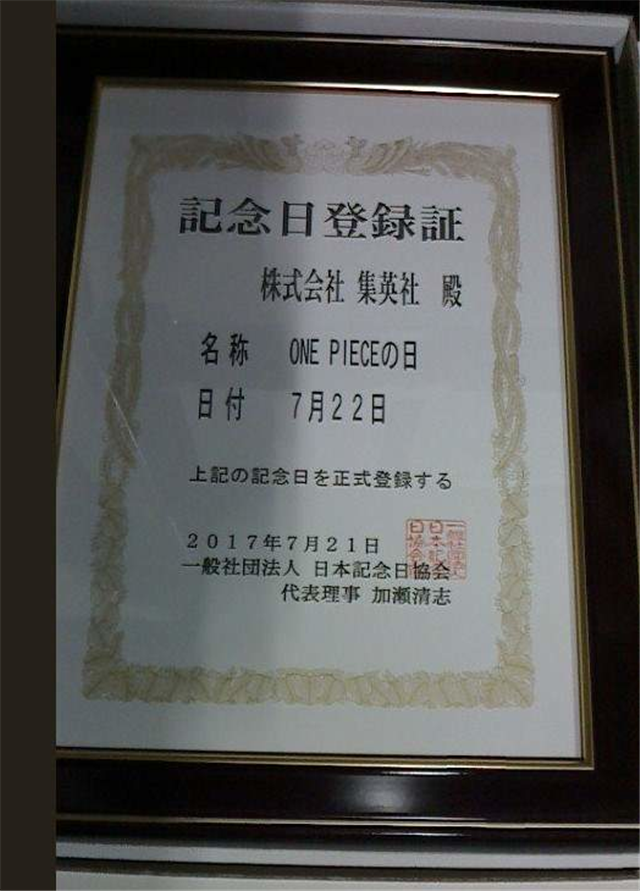 記念日登録証
株式会社 集英社 殿
名称 ONE PIECEの日
日付 7月22日
上記の記念日を正式登録する
2017年7月21日
一般社団法人 日本記念日協会
代表理事 加瀬清志